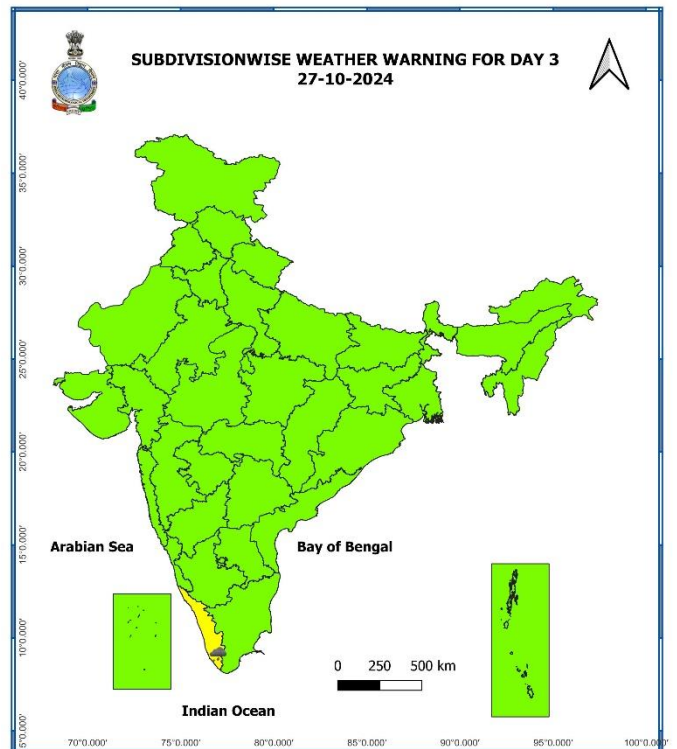 SUBDIVISIONWISE WEATHER WARNING FOR DAY 3
27-10-2024
40°0.000'
35°0.000'
30°0.000'
25°0.000'
20°0.000'
15°0.000'
10°0.000'
5°0.000'
Arabian Sea
Bay of Bengal
0 250 500 km
Indian Ocean
70°0.000' 75°0.000' 80°0.000' 85°0.000' 90°0.000' 95°0.000' 100°0.000'